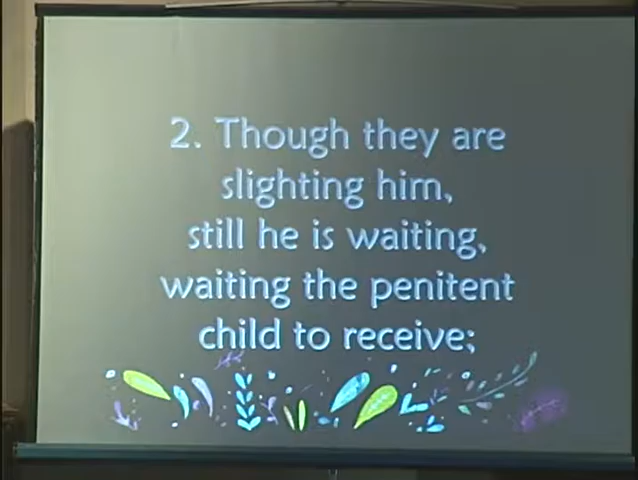 2. Though they are
slighting him,
still he is waiting,
waiting the penitent
child to receive;